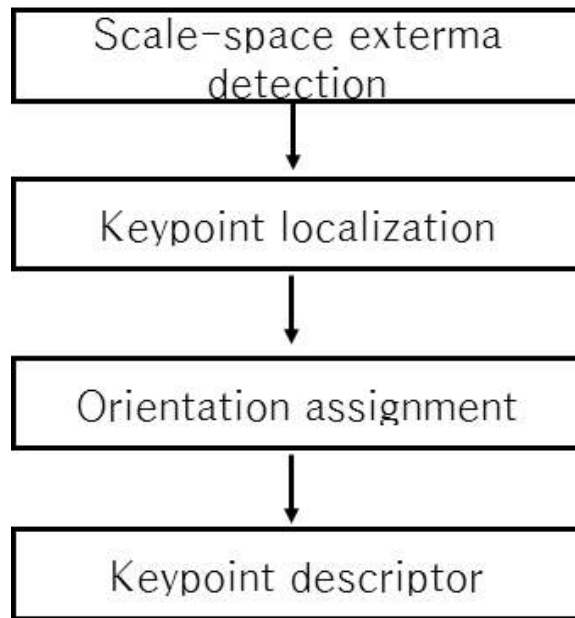 Scale-space exterma
detection
Keypoint localization
Orientation assignment
Keypoint descriptor